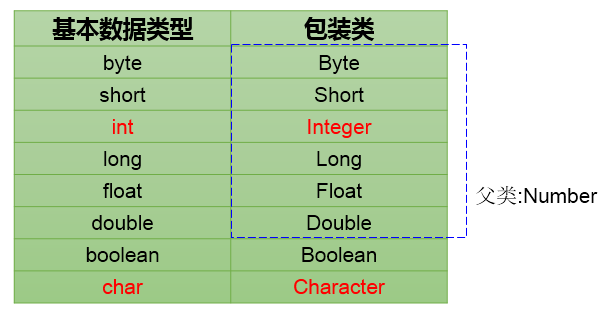 基本数据类型 包装类
byte Byte
short Short
int Integer
long Long
float Float
double Double
boolean Boolean
char Character
父类:Number